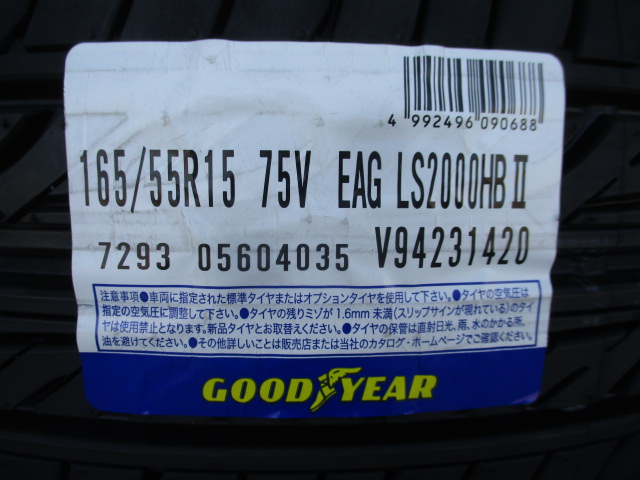 4 992496 090688
165/55R15 75V EAG LS2000HBⅡ
7293 05604035 V94231420
注意事項●車両に指定された標準タイヤまたはオプションタイヤを使用して下さい。●タイヤの空気圧は
指定の空気圧に調整して下さい。●タイヤの残りミゾが1.6mm未満(スリップサインが現れている)のタイ
ヤは使用禁止となります。新品タイヤとお取替えください。●タイヤの保管は直射日光、雨、水のかかる所、
油を避けてください。●その他詳しいことは販売店または当社のカタログ・ホームページでご確認ください。
GOOD YEAR